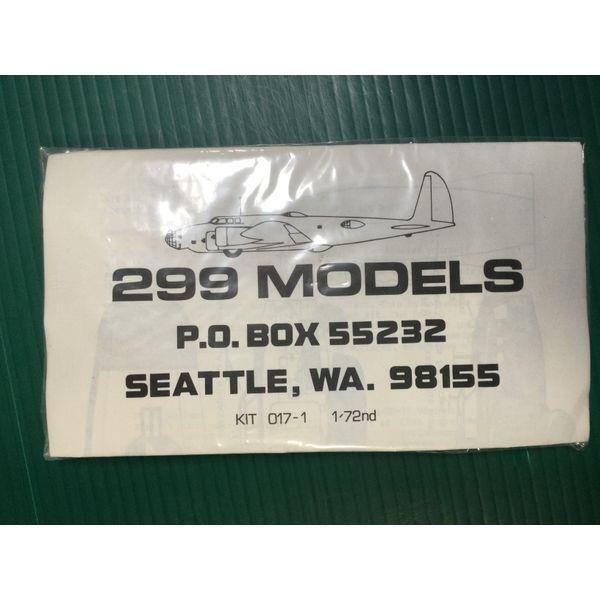 299 MODELS
P.O. BOX 55232
SEATTLE, WA. 98155
KIT 017-1 1-72nd